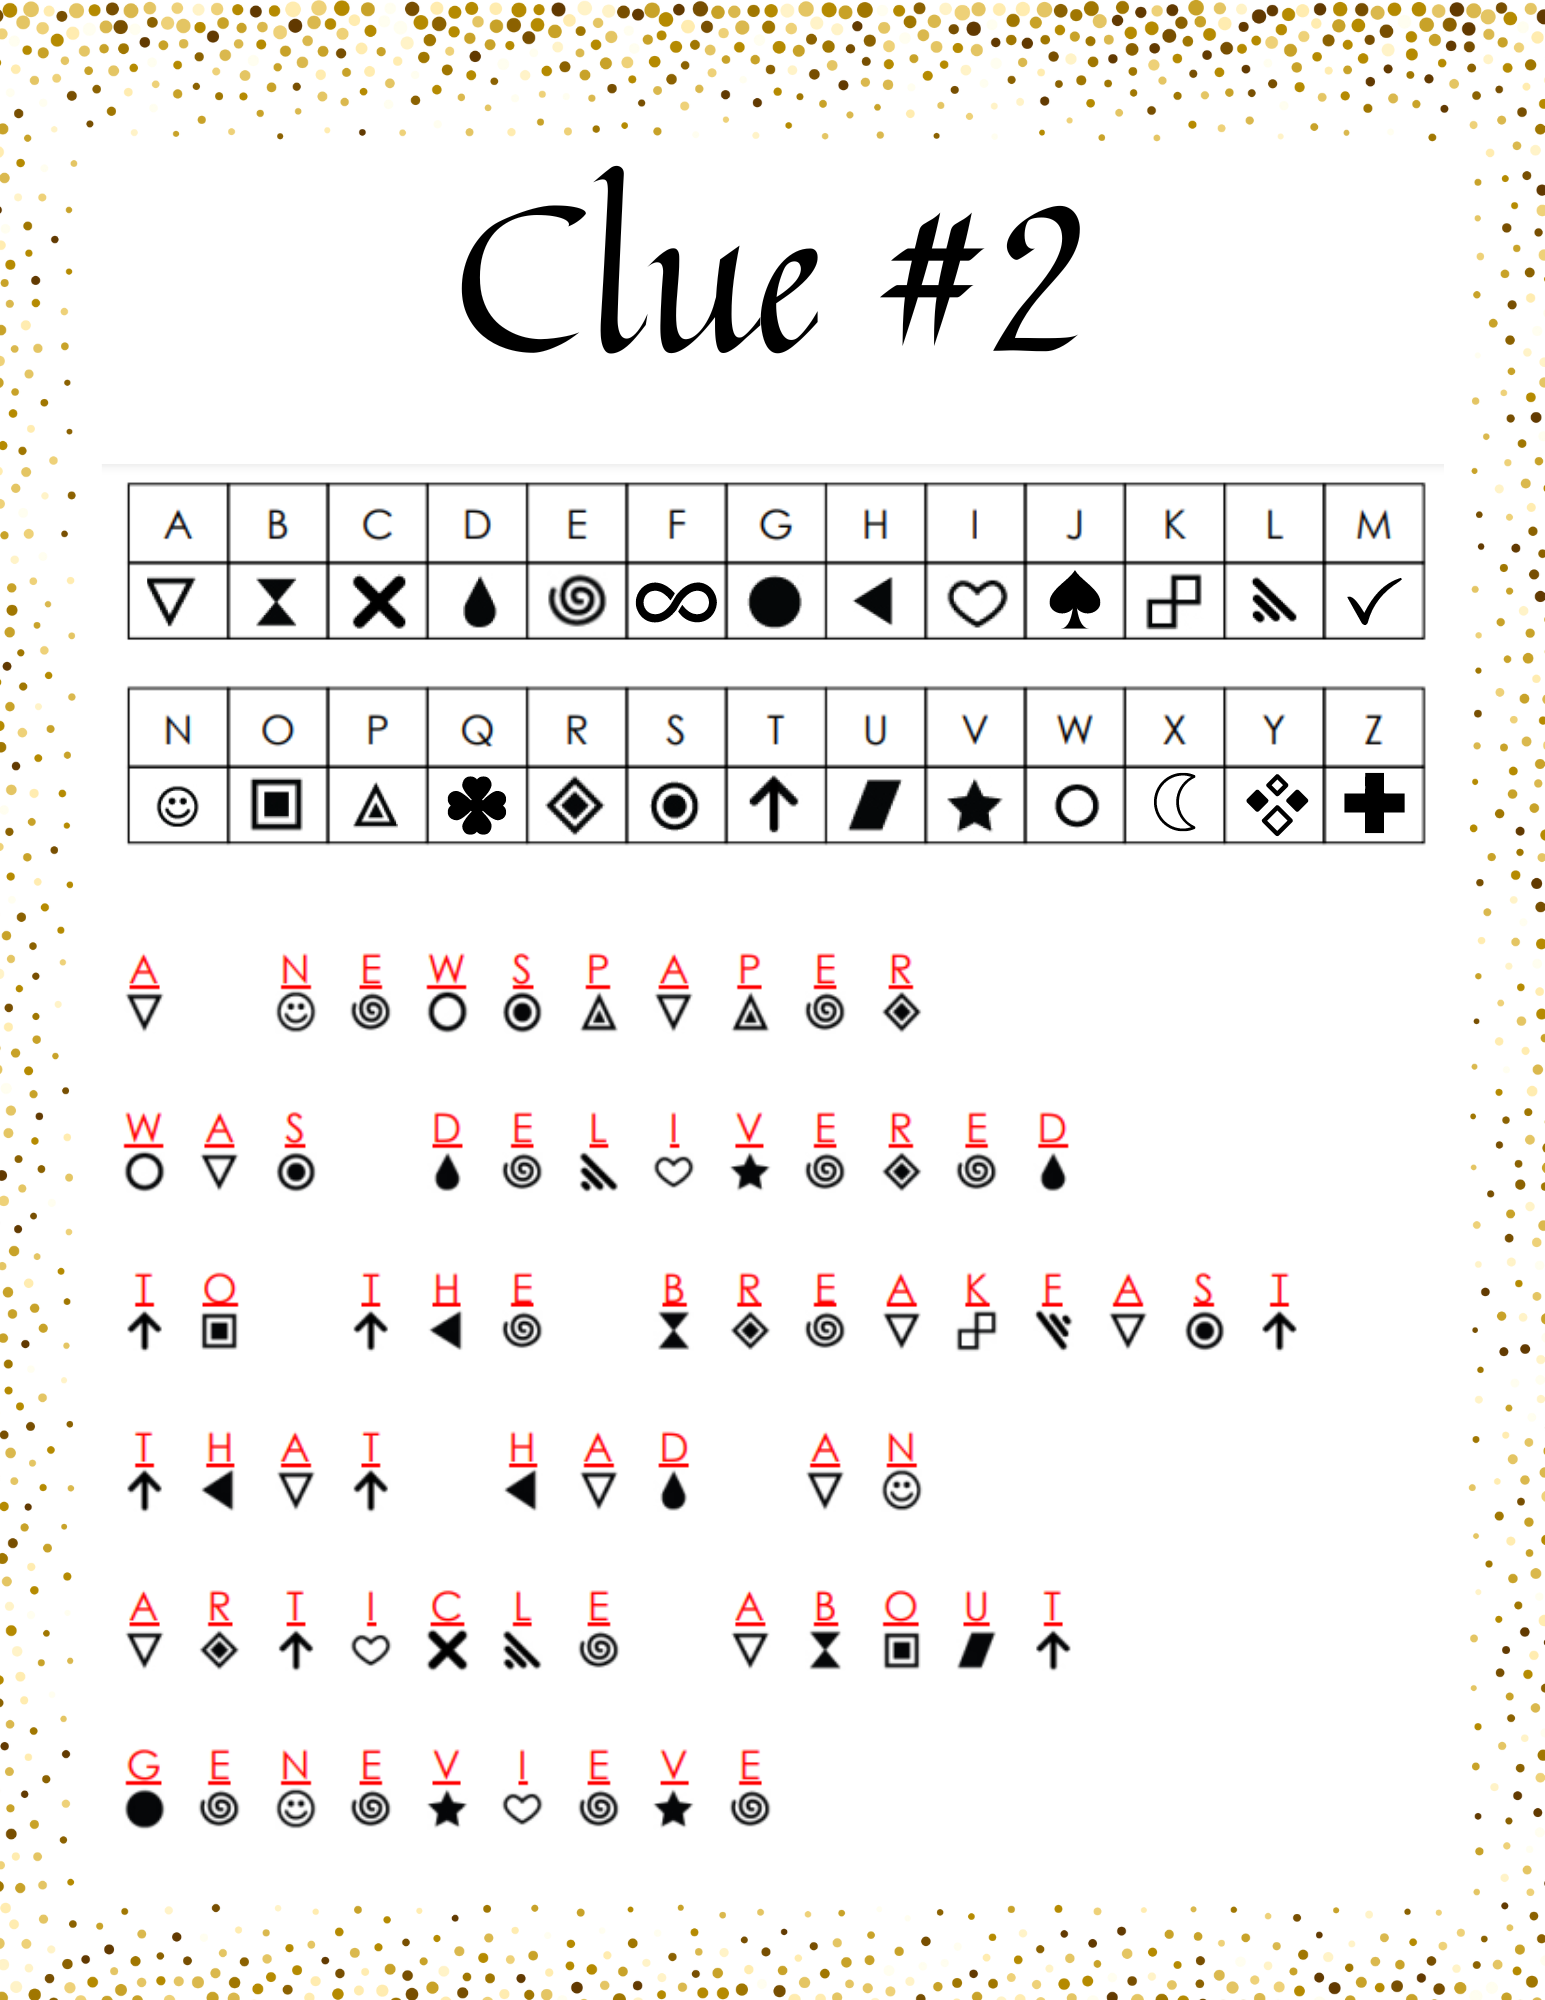 Clue #2
A B C D E F G H I J K L M
N O P Q R S T U V W X Y Z
A NEWSPAPER
WAS DELIVERED
TO THE BREAKFAST
THAT HAD AN
ARTICLE ABOUT
GENEVIEVE